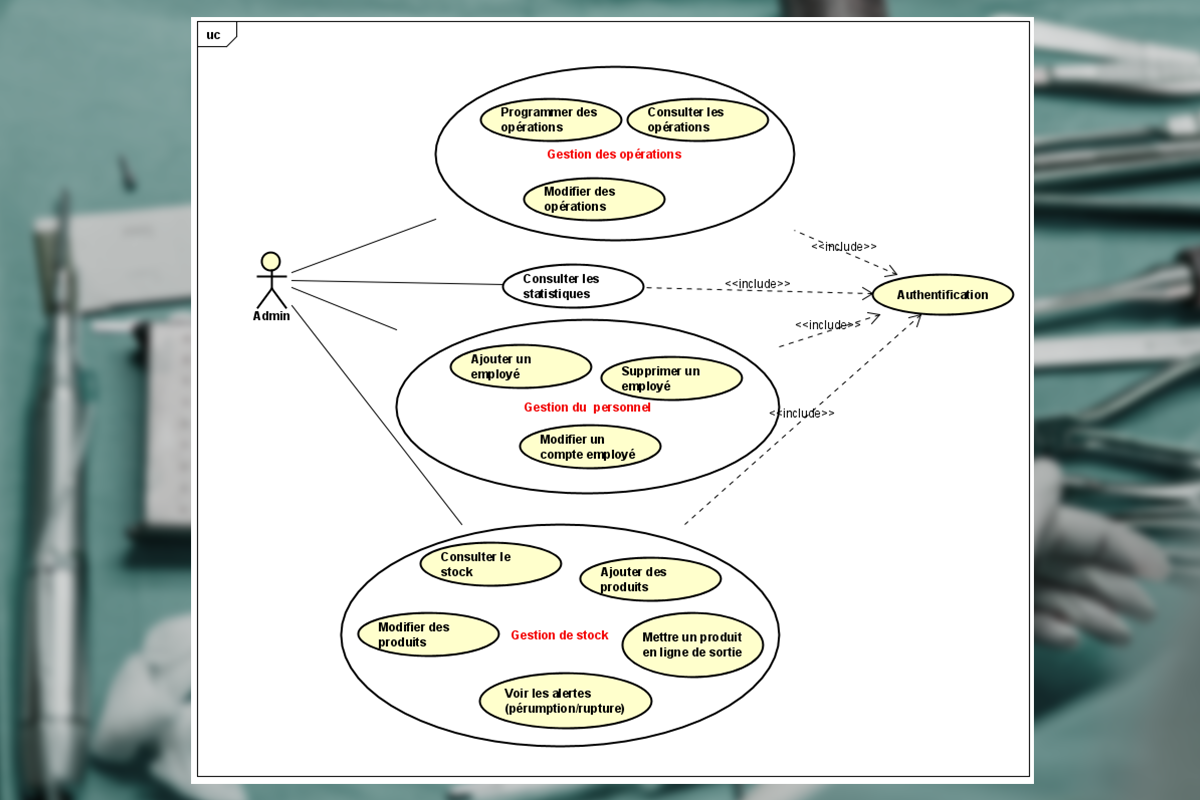 uc
Programmer des
opérations
Consulter les
opérations
Gestion des opérations
Modifier des
opérations
<<include>>
Admin
Consulter les
statistiques
<<include>>
Authentification
<<include>>
Ajouter un
employé
Supprimer un
employé
Gestion du  personnel
<<include>>
Modifier un
compte employé
Consulter le
stock
Ajouter des
produits
Modifier des
produits
Gestion de stock
Mettre un produit
en ligne de sortie
Voir les alertes
(pérumption/rupture)